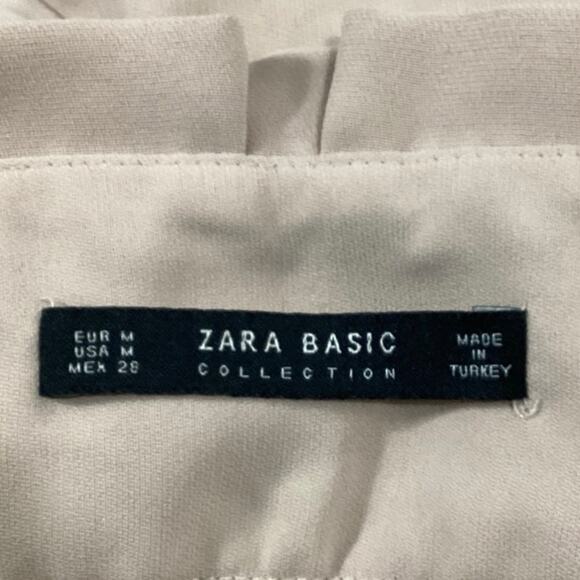 EUR M
USA M
MEX 28
ZARA BASIC
COLLECTION
MADE
IN
TURKEY